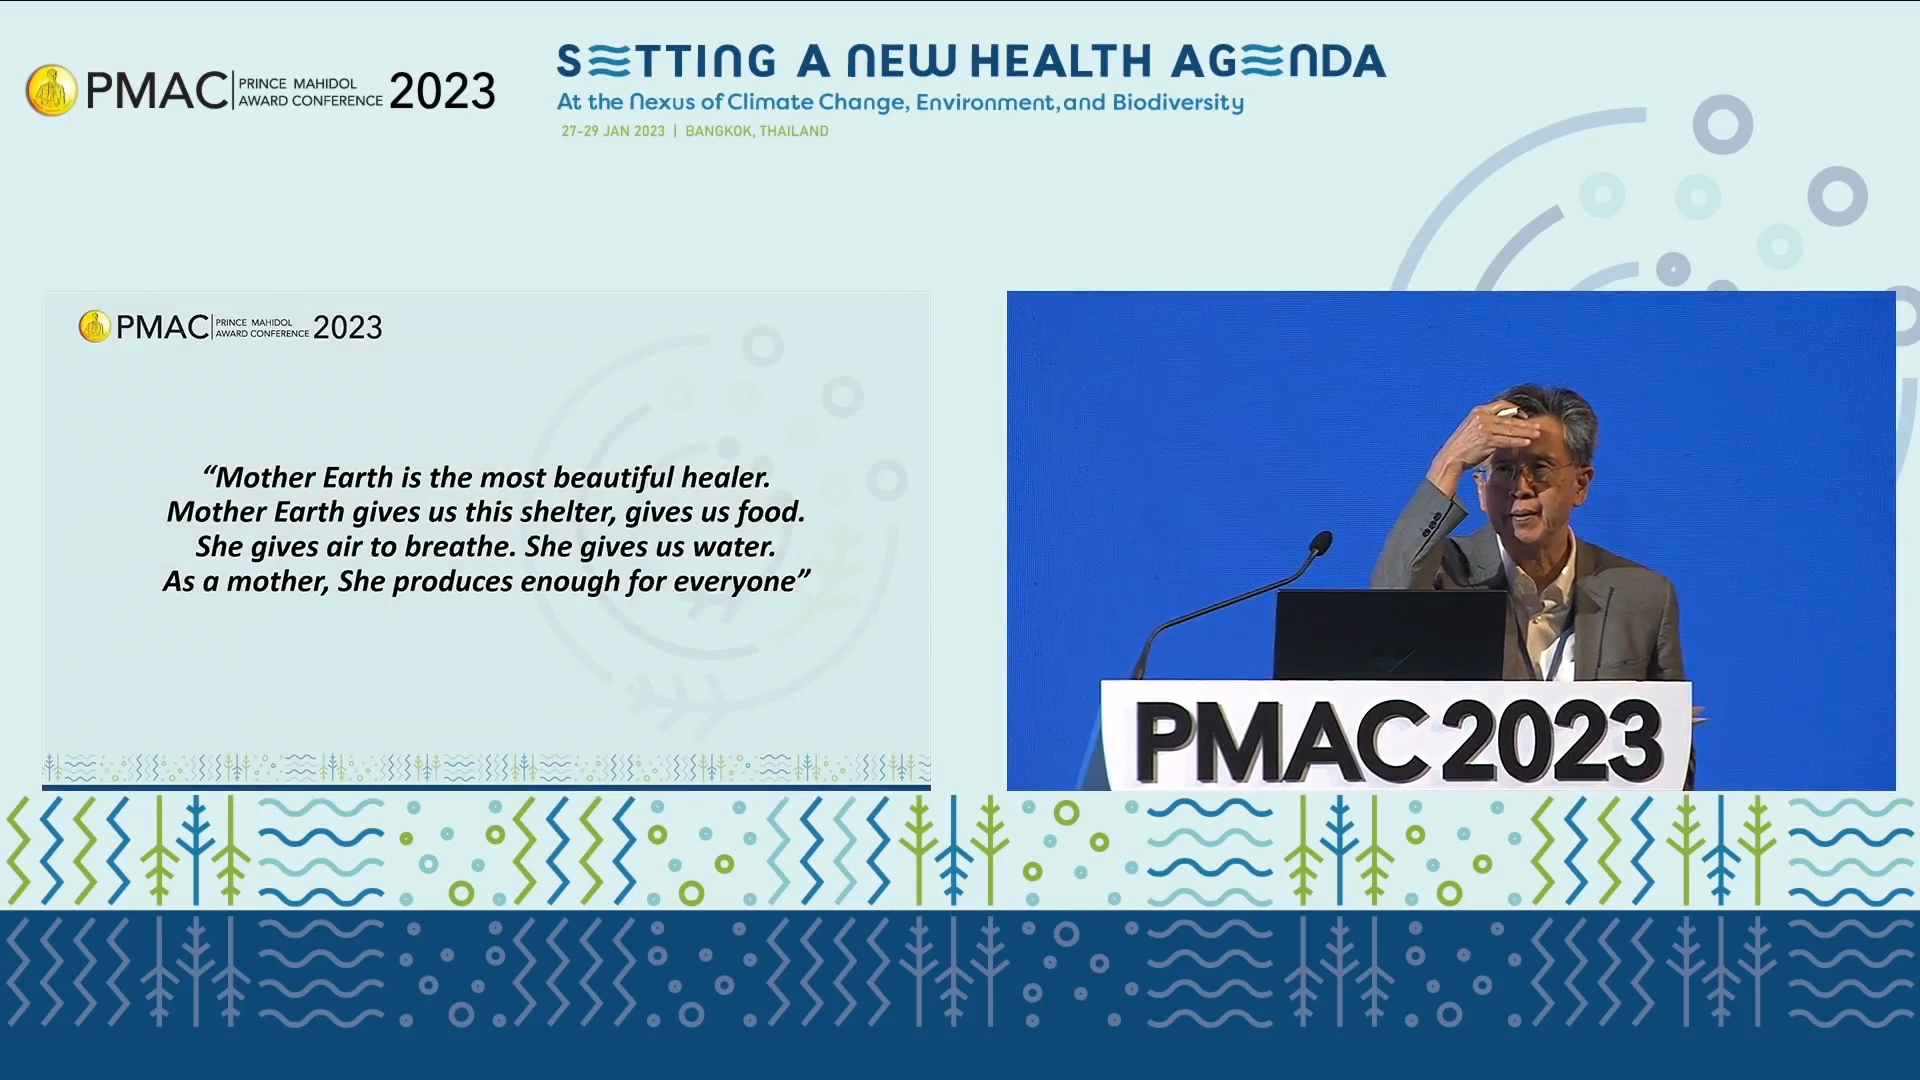 PMAC PRINCE MAHIDOL AWARD CONFERENCE 2023
SETTING A NEW HEALTH AGENDA
At the Nexus of Climate Change, Environment, and Biodiversity
27-29 JAN 2023 | BANGKOK, THAILAND
PMAC PRINCE MAHIDOL AWARD CONFERENCE 2023
“Mother Earth is the most beautiful healer.
Mother Earth gives us this shelter, gives us food.
She gives air to breathe. She gives us water.
As a mother, She produces enough for everyone”
PMAC 2023